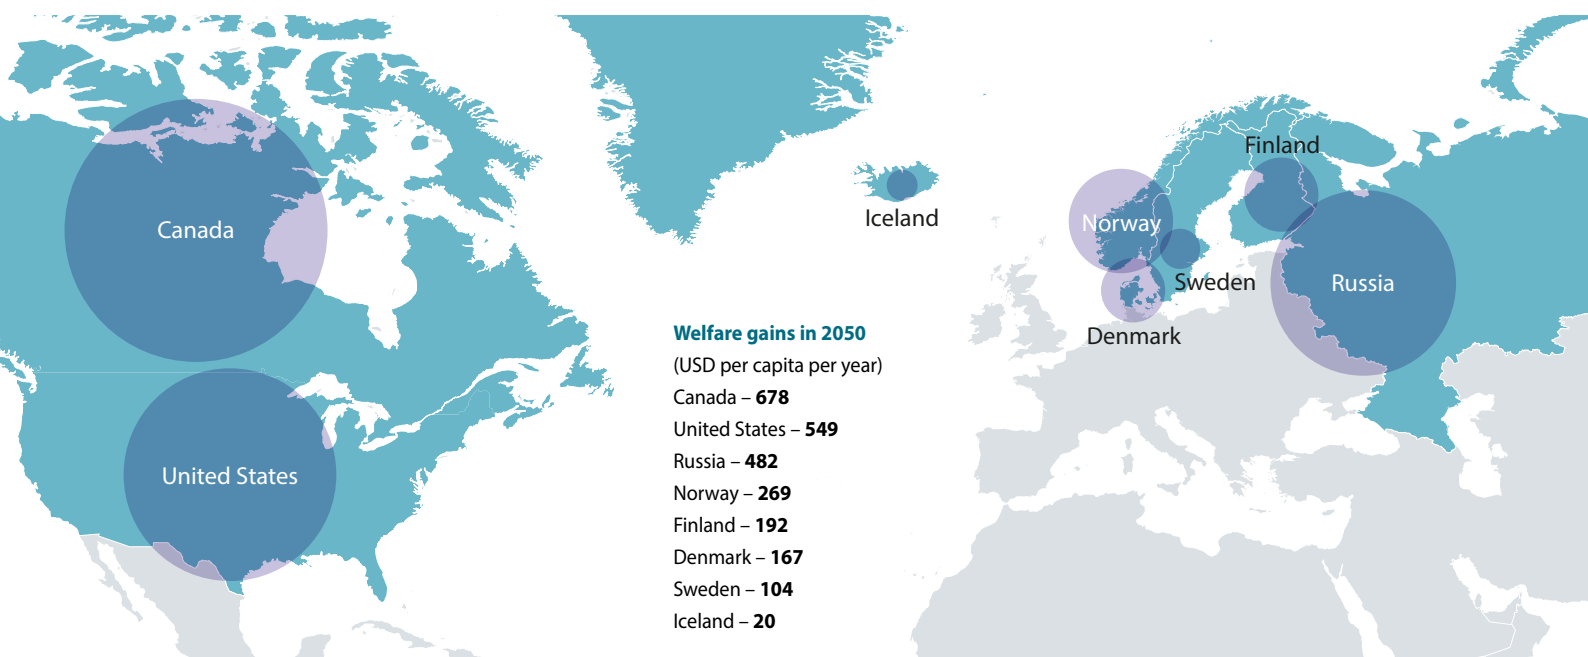 Canada
United States
Iceland
Norway
Finland
Sweden
Denmark
Russia
Welfare gains in 2050
(USD per capita per year)
Canada – 678
United States – 549
Russia – 482
Norway – 269
Finland – 192
Denmark – 167
Sweden – 104
Iceland – 20